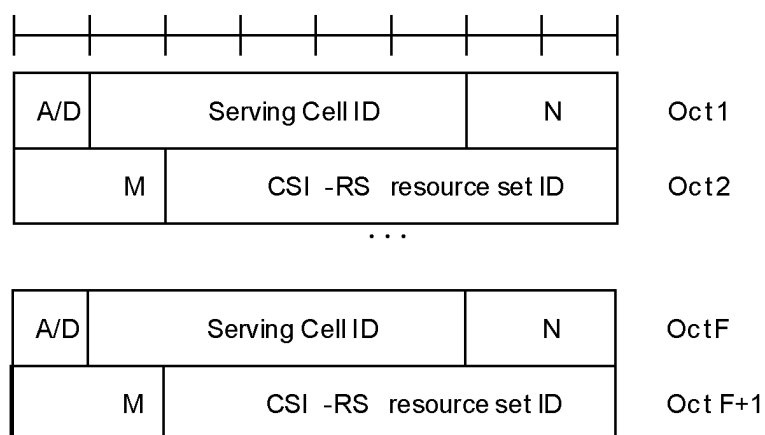 A/D Serving Cell ID N Oct1
M CSI -RS resource set ID Oct2
...
A/D Serving Cell ID N OctF
M CSI -RS resource set ID Oct F+1